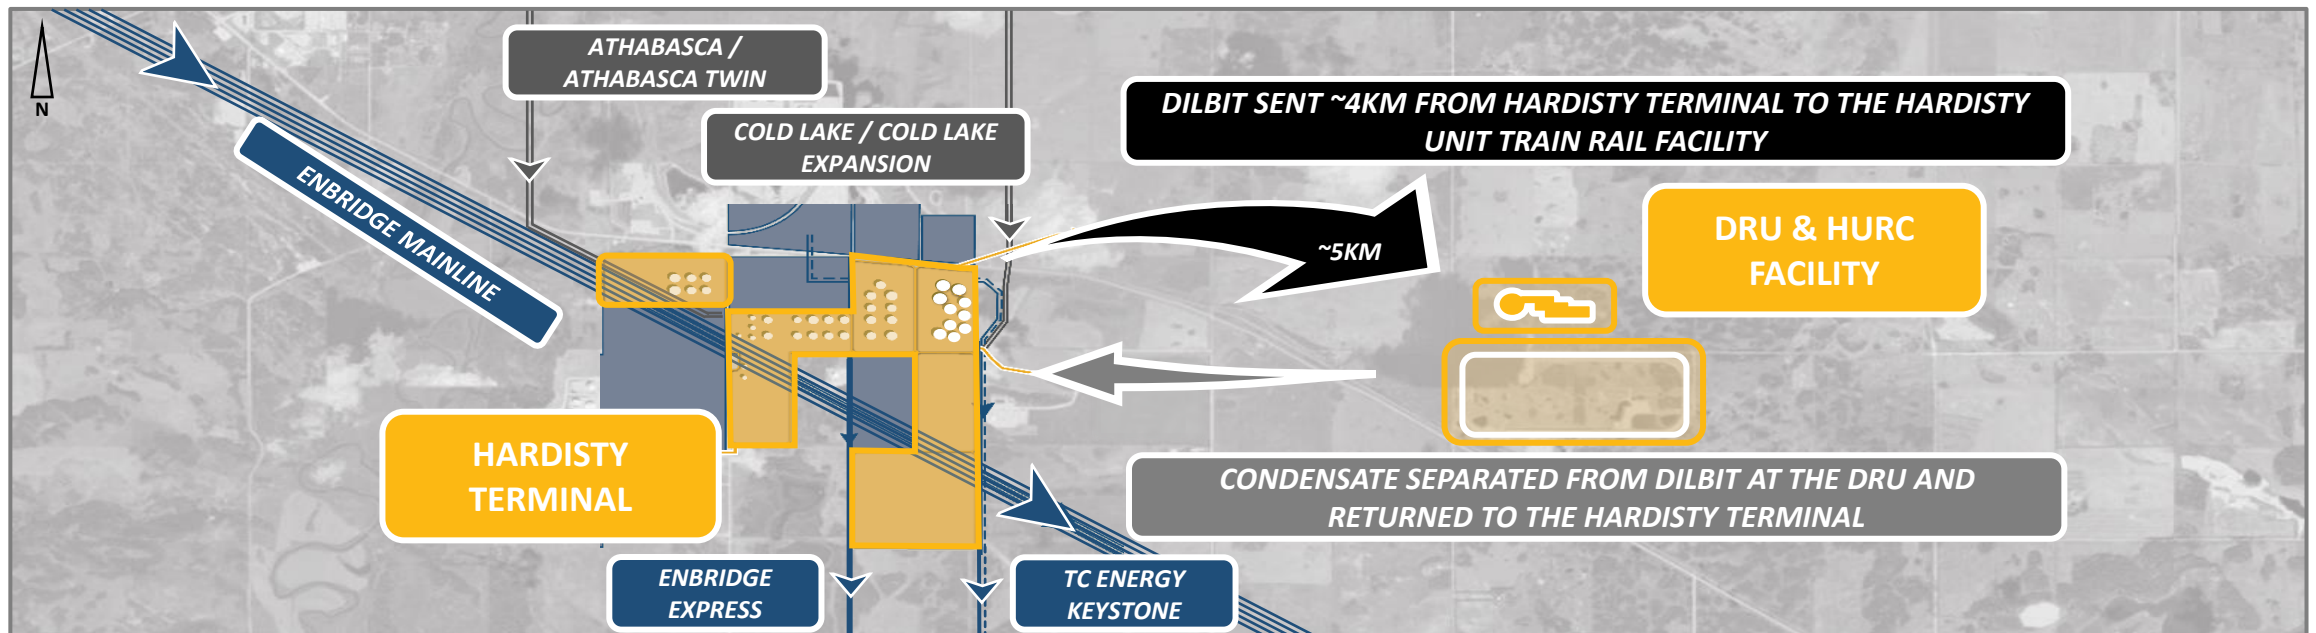 N
ATHABASCA /
ATHABASCA TWIN
COLD LAKE / COLD LAKE
EXPANSION
DILBIT SENT ~4KM FROM HARDISTY TERMINAL TO THE HARDISTY
UNIT TRAIN RAIL FACILITY
ENBRIDGE MAINLINE
~5KM
DRU & HURC
FACILITY
HARDISTY
TERMINAL
CONDENSATE SEPARATED FROM DILBIT AT THE DRU AND
RETURNED TO THE HARDISTY TERMINAL
ENBRIDGE
EXPRESS
TC ENERGY
KEYSTONE